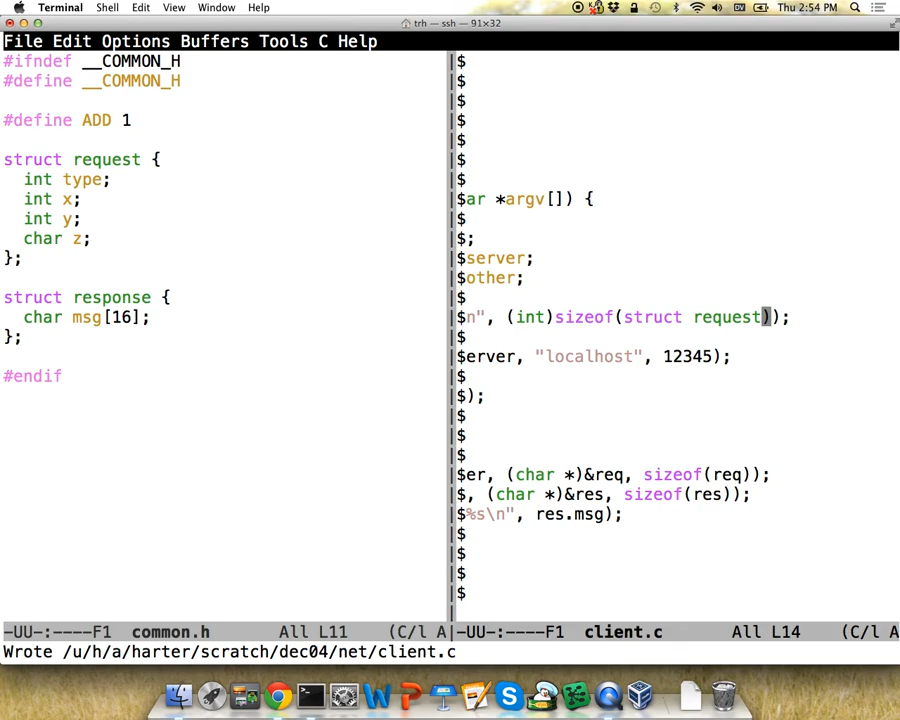 Terminal Shell Edit View Window Help Thu 2:54 PM
trh — ssh — 91×32
File Edit Options Buffers Tools C Help
#ifndef __COMMON_H
#define __COMMON_H
#define ADD 1
struct request {
int type;
int x;
int y;
char z;
};
struct response {
char msg[16];
};
#endif
$
$
$
$
$
$
$
$ar *argv[]) {
$
$;
$server;
$other;
$
$n", (int)sizeof(struct request));
$
$erver, "localhost", 12345);
$
$);
$
$
$
$er, (char *)&req, sizeof(req));
$, (char *)&res, sizeof(res));
$%s\n", res.msg);
$
$
$
$
-UU-:----F1 common.h All L11 (C/l A
-UU-:----F1 client.c All L14 (C/l A
Wrote /u/h/a/harter/scratch/dec04/net/client.c